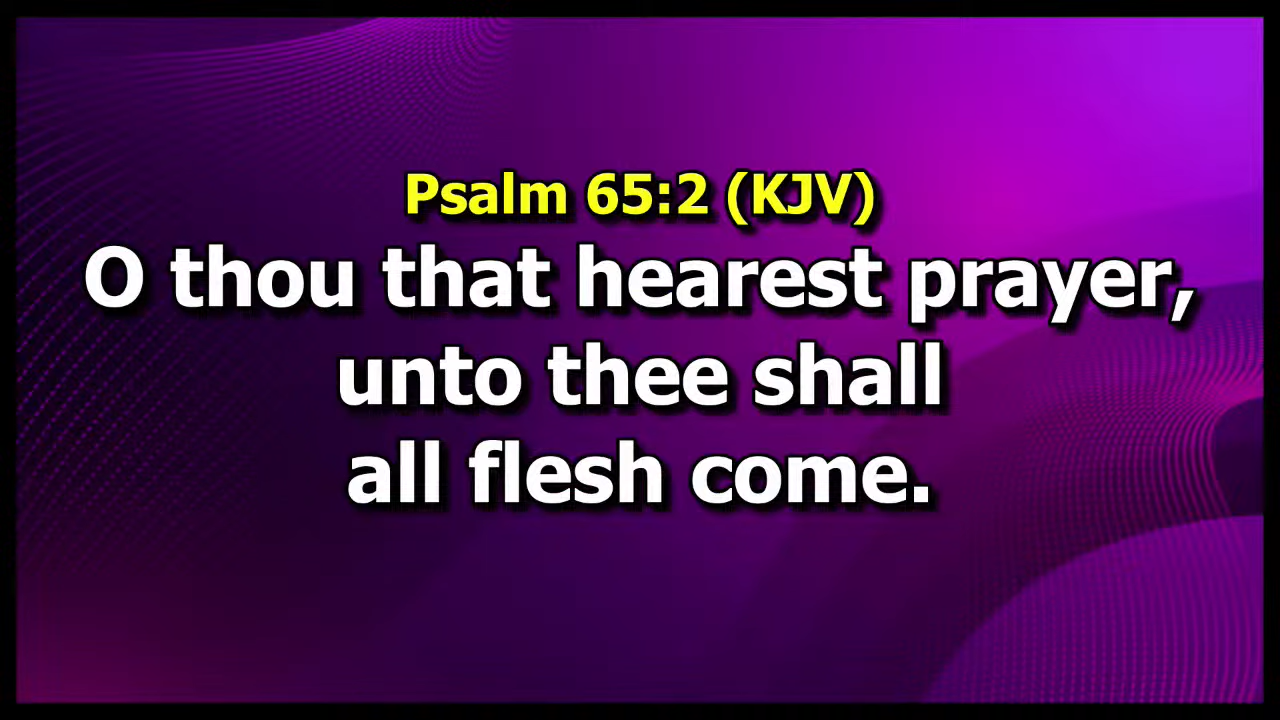 Psalm 65:2 (KJV)
O thou that hearest prayer,
unto thee shall
all flesh come.